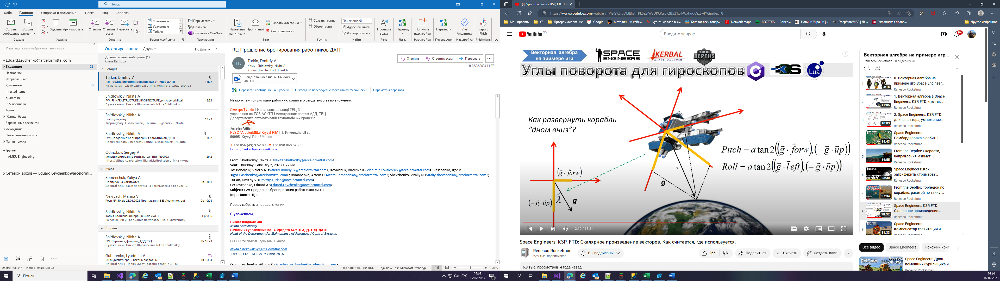 Поиск
Файл Главная Отправка и получение Папка Вид Справка
Создать сообщение Создать элемент Удалить Архивировать Ответить Ответить всем Переслать
Удаленные
Удаленные
Табеля
Переместить
Правила
Отправка в OneNote
Назначить политику Прочитано? Выбрать категорию
К исполнению
Создать группу
Обзор групп
Поиск людей
Адресная книга
Фильтр почты
Прочесть вслух Перевод Получить надстройки Перевести Viva Аналитика Report Phish
Создать Удалить Ответить Быстрые действия Переместить Теги Группы Найти Речь Язык Надстройки Переводчик Надстройка PhishAlarm
Перетащите свои избранные папки сюда
Eduard.Levchenko@arcelormittal.com
Входящие 22
Черновики
Отправленные
Удаленные 38
Infected Items
quarantine
RSS-подписки
Архив
Журнал бесед
Зараженные элементы
Исходящие
Нежелательная почта
Папки поиска
Группы
AMKR_Engineering
Сетевой архив — Eduard.Levchenko@arcelormi...
Отсортированные Другие По Дата
Другие: новое сообщение (1)
Olena Kashuba
Сегодня
Turkin, Dmitriy V
RE: Продление бронирования работников ДАТП 14:27
Из моих там только один работник, копия его свидетельства
Shidlovskiy, Nikita A
FW: PI INFRASTRUCTURE ARCHITECTURE для ArcelorMittal 13:23
С уважением, Никита Шидловский Nikita Shidlovskiy
Shidlovskiy, Nikita A
звернути увагу 13:23
Зверни увагу С уважением, Никита Шидловский Nikita
Shidlovskiy, Nikita A
FW: Продление бронирования работников ДАТП 13:22
Прошу собрать и передать копии. С уважением, Никита
Odinokov, Sergey V
Конфигурирование считывателя rfid rm9002a 12:42
https://github.com/arcelormittalkriviyrih/disdemo Мне нужна
Вчера
Semenchuk, Yuliya A
Пропуска на компьютер Ср 14:01
Добрый день Ваши пропуска на компьютеры оформлены
Nekryach, Marina V
Розп №150 від 26.01.2023 Про надання ВБЗ Левченко..pdf Ср 10:08
Shidlovskiy, Nikita A
Копия Бронювання працівників ДАТП Ср 9:36
Во вложении информация по управлению С уважением,
Вторник
Shidlovskiy, Nikita A
FW: Персонал_февраль_АДД ТЭЦ Вт 16:43
С уважением, Никита Шидловский Nikita Shidlovskiy
Gubarenko, Lyudmila V
"АРМ диспетчера" - вагоны задвоены Вт 15:34
Добрый день! Прошу убрать вагоны с пути в «АРМ
RE: Продление бронирования работников ДАТП
TD
Turkin, Dmitriy V
Кому Shidlovskiy, Nikita A
Копия Levchenko, Eduard A
Ответить Ответить всем Переслать
Чт 02.02.2023 14:27
Свідоцтво Смелянець О.А..docx
488 KB
Перевести сообщение на: Русский Никогда не переводить с этого языка: Украинский Параметры перевода
Из моих там только один работник, копия его свидетельства во вложении.
ДмитроТуркін | Начальник дільниці ТЕЦ-3
управління по ТОЗ АСКТП і мехатронних систем АДД, ТЕЦ
Департамента автоматизації технологічних процесів
ArcelorMittal
PJSC "ArcelorMittal Kryvyi Rih" | 1, Krivorozhstali str
50095 Kryvyi Rih | Ukraine
T +38 056 (49) 9 52 89 | M +38 098 068 57 23
Dmitriy.Turkin@arcelormittal.com
From: Shidlovskiy, Nikita A <Nikita.Shidlovskiy@arcelormittal.com>
Sent: Thursday, February 2, 2023 1:22 PM
To: Bobelyuk, Valeriy N <Valeriy.Bobelyuk@arcelormittal.com>; Kovalchuk, Vladimir R <Vladimir.Kovalchuk2@arcelormittal.com>; Paschenko, Igor V
<Igor.Paschenko@arcelormittal.com>; Romanenko, Artem I <Artem.Romanenko@arcelormittal.com>; Shevchenko, Vitaliy N <vitaliy.shevchenko@arcelormittal.com>;
Turkin, Dmitriy V <Dmitriy.Turkin@arcelormittal.com>
Cc: Levchenko, Eduard A <Eduard.Levchenko@arcelormittal.com>
Subject: FW: Продление бронирования работников ДАТП
Importance: High
Прошу собрать и передать копии.
С уважением,
Никита Шидловский
Nikita Shidlovskiy
Начальник управления по ТО средств АСУТП АДД, ТЭЦ ДАТП
Head of the Department for Maintenance of Automated Control Systems
OJSC ArcelorMittal Kryviy Rih | Ukraine
Nikita.Shidlovskiy@arcelormittal.com
T 49 92113 | M +38 067 568 78 07
Элементы: 347 Непрочитанные: 22 Все папки обновлены. Подключено к: Microsoft Exchange 100 %
Поиск РУС 14:34
02.02.2023
(9) Space Engineers, KSP, FTD: С
https://www.youtube.com/watch?v=PfslSYZfoDE&list=PL6ZsIWeUKQCrpiQB521x-FWxhugOpZwfY&index=8
Мои проекты УЗ Программирование Google Методичний кейс... Купить доллар в У... Каталог всех товар... Network maps ROZETKA — Списо... Новини України |... DeepStateMAP | Де... Украинская правд... Другое избранное
YouTube UA
Введите запрос
9+
Векторная алгебра
на примере игр
SPACE ENGINEERS
KERBAL SPACE PROGRAM
FROM THE DEPTHS
Углы поворота для гироскопов
C#
kOS
Lua
Как развернуть корабль
“дном вниз”?
Pitch = a tan 2((g · forw), (− g · up))
Roll = a tan 2((g · left), (− g · up))
(g · forw)
(− g · up) λ g
g
12:10 / 18:31
Space Engineers, KSP, FTD: Скалярное произведение векторов. Как считается, где используется.
Renesco Rocketman
22,9 тыс. подписчиков
Вы подписаны
266 Поделиться Скачать Создать клип
6,8 тыс. просмотров 4 года назад
Векторная алгебра на примере игр...
Renesco Rocketman - 8 видео из 20
1 0. Векторная алгебра на примере игр Space Engineer...
4:15 Renesco Rocketman
2 1. Векторная алгебра в Space Engineers, KSP, FTD: что так...
11:05 Renesco Rocketman
3 2. Space Engineers, KSP, FTD: длина вектора, умножение...
10:03 Renesco Rocketman
4 Space Engineers: Бомбардировка с орбиты...
14:43 Renesco Rocketman
5 From the Depths: Скорости, направления, азимут....
19:55 Renesco Rocketman
6 Space Engineers: Как загриферить стримера?...
23:30 Renesco Rocketman
7 From the Depths: Торпедой по кораблю, ракетой по танку....
37:34 Renesco Rocketman
Space Engineers, KSP, FTD: Скалярное произведение...
18:32 Renesco Rocketman
9 Space Engineers: Компенсатор гравитации и...
31:33
Все видео Space Engineers Похожий конт
буровой
ПОЛУАВТОМАТ
Space Engineers: Дрон - помощник бурильщика и...
14:34
02.02.2023